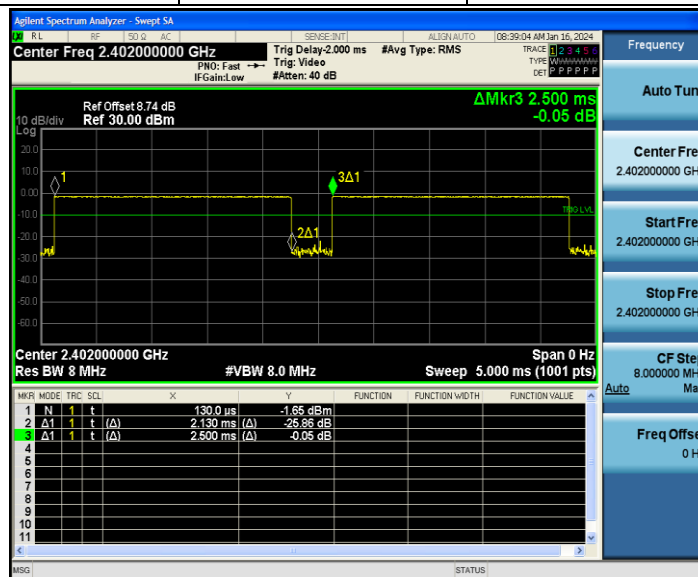 Agilent Spectrum Analyzer - Swept SA
RL RF 50 Ω AC SENSE:INT ALIGN AUTO 08:39:04 AM Jan 16, 2024
Center Freq 2.402000000 GHz
PNO: Fast
IFGain:Low
Trig Delay-2.000 ms
Trig: Video
#Atten: 40 dB
#Avg Type: RMS
TRACE 1 2 3 4 5 6
TYPE W
DET P P P P P P
Ref Offset 8.74 dB
Ref 30.00 dBm
10 dB/div
Log
ΔMkr3 2.500 ms
-0.05 dB
20.0
10.0
0.00
-10.0
-20.0
-30.0
-40.0
-50.0
-60.0
1
3Δ1
2Δ1
TRIG LVL
Center 2.402000000 GHz Span 0 Hz
Res BW 8 MHz #VBW 8.0 MHz Sweep 5.000 ms (1001 pts)
MKR MODE TRC SCL X Y FUNCTION FUNCTION WIDTH FUNCTION VALUE
1 N 1 t 130.0 µs -1.65 dBm
2 Δ1 1 t (Δ) 2.130 ms (Δ) -25.86 dB
3 Δ1 1 t (Δ) 2.500 ms (Δ) -0.05 dB
4
5
6
7
8
9
10
11
MSG STATUS
Frequency
Auto Tun
Center Fre
2.402000000 GH
Start Fre
2.402000000 GH
Stop Fre
2.402000000 GH
CF Ste
8.000000 MH
Auto Ma
Freq Offse
0 H